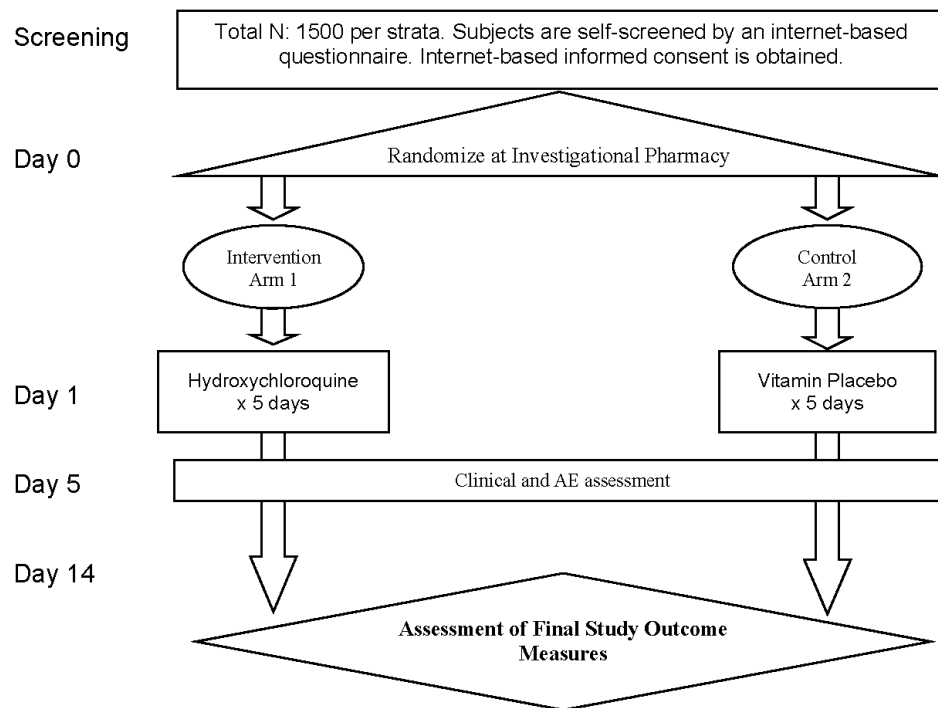 Screening
Total N: 1500 per strata. Subjects are self-screened by an internet-based
questionnaire. Internet-based informed consent is obtained.
Day 0
Randomize at Investigational Pharmacy
Intervention
Arm 1
Control
Arm 2
Day 1
Hydroxychloroquine
x 5 days
Vitamin Placebo
x 5 days
Day 5
Clinical and AE assessment
Day 14
Assessment of Final Study Outcome
Measures